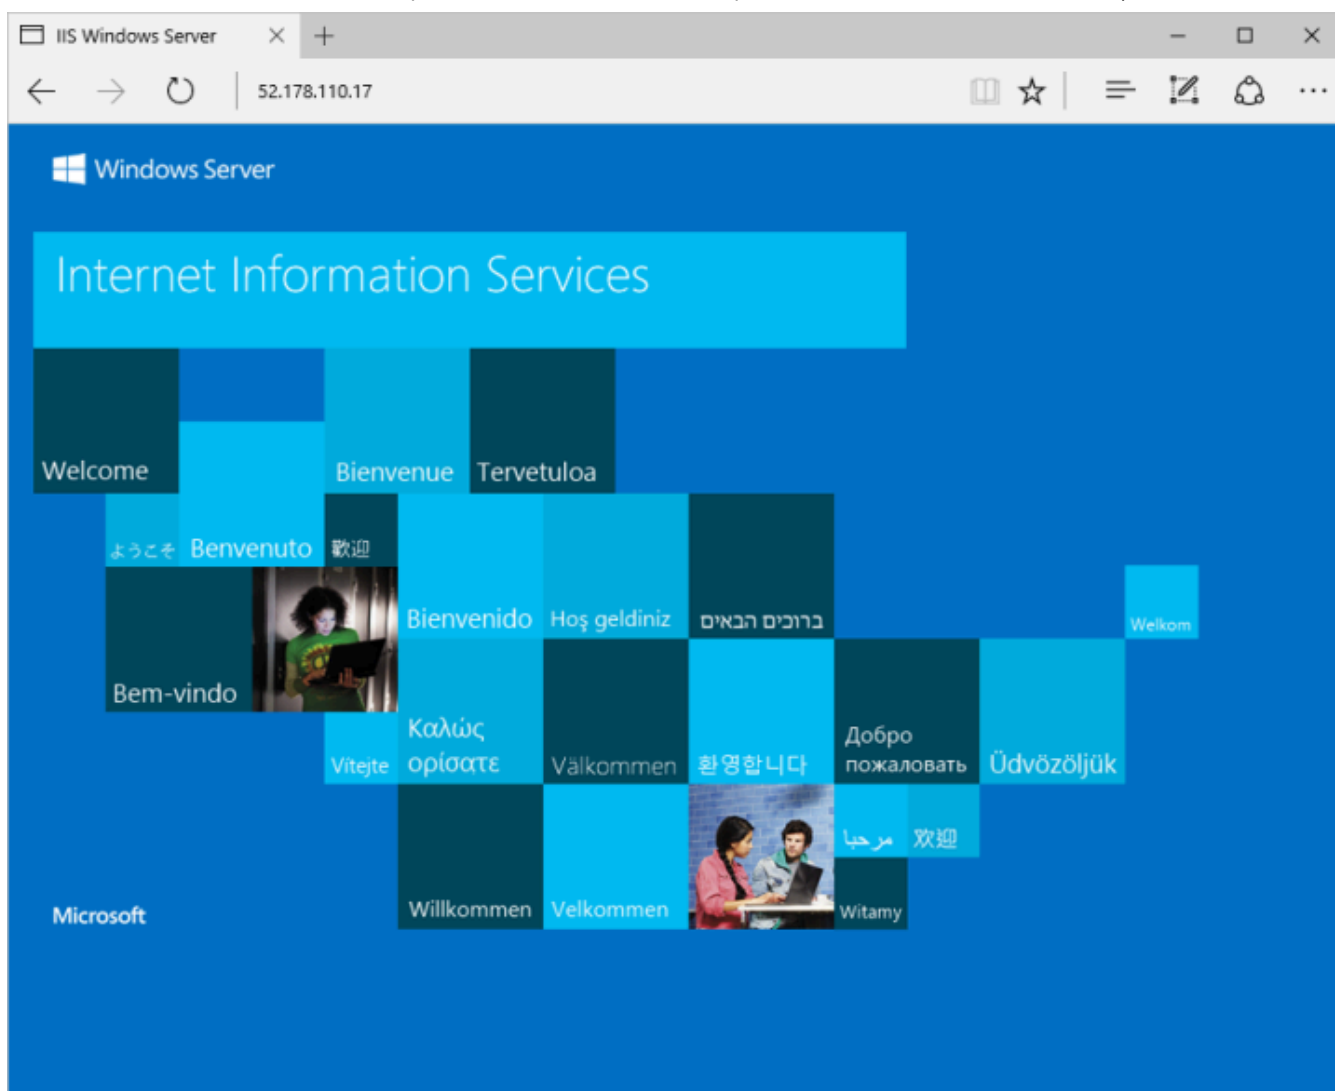 IIS Windows Server
52.178.110.17
Windows Server
Internet Information Services
Welcome
Bienvenue
Tervetuloa
ようこそ
Benvenuto
歡迎
Bienvenido
Hoş geldiniz
ברוכים הבאים
Welkom
Bem-vindo
Vítejte
Καλώς
ορίσατε
Välkommen
환영합니다
Добро
пожаловать
Üdvözöljük
Willkommen
Velkommen
مرحبا
欢迎
Witamy
Microsoft